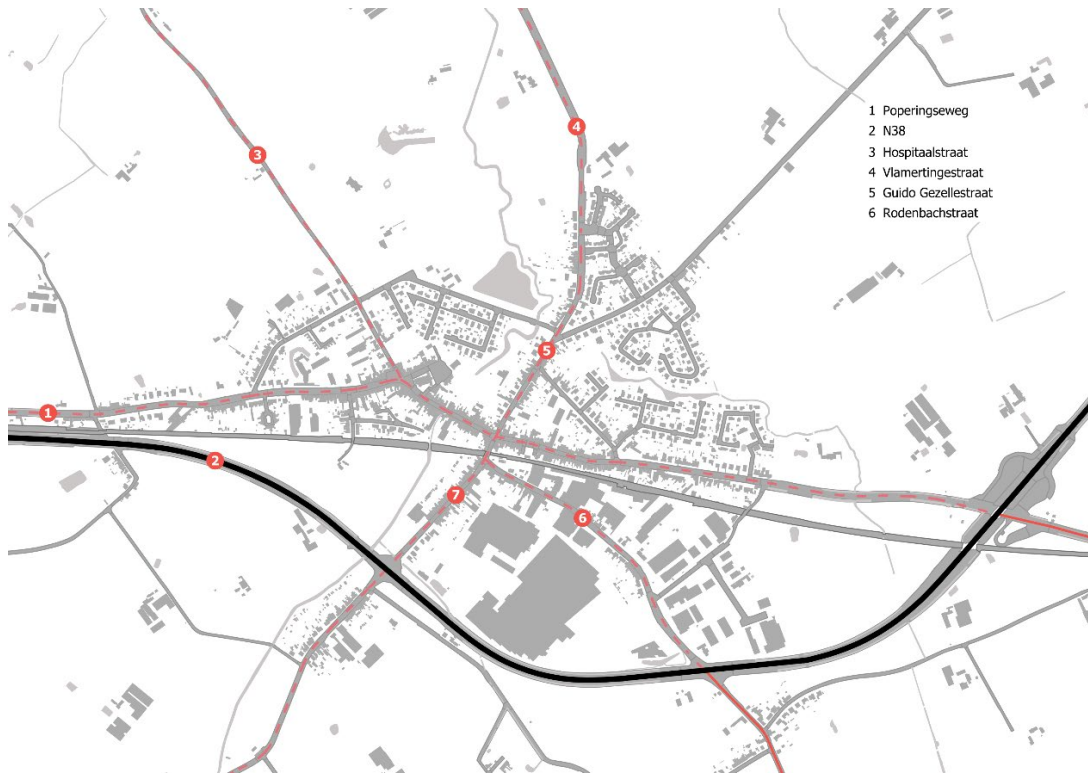 3
4
1 Poperingseweg
2 N38
3 Hospitaalstraat
4 Vlamertingestraat
5 Guido Gezellestraat
6 Rodenbachstraat
5
1
2
7
6